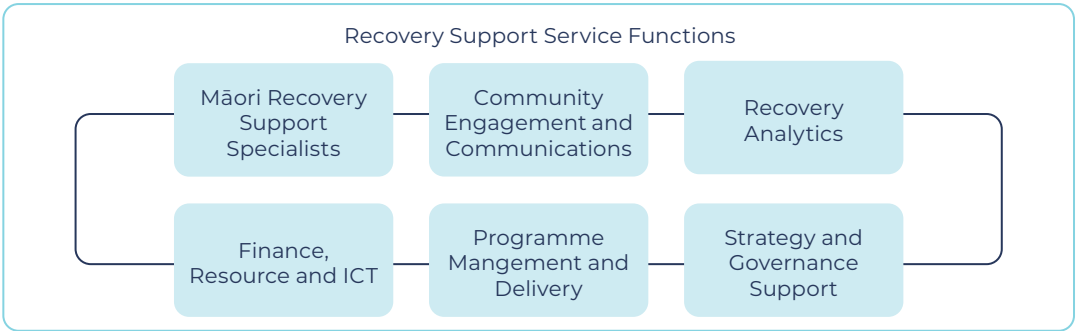 Recovery Support Service Functions
Māori Recovery
Support
Specialists
Community
Engagement and
Communications
Recovery
Analytics
Finance,
Resource and ICT
Programme
Mangement and
Delivery
Strategy and
Governance
Support